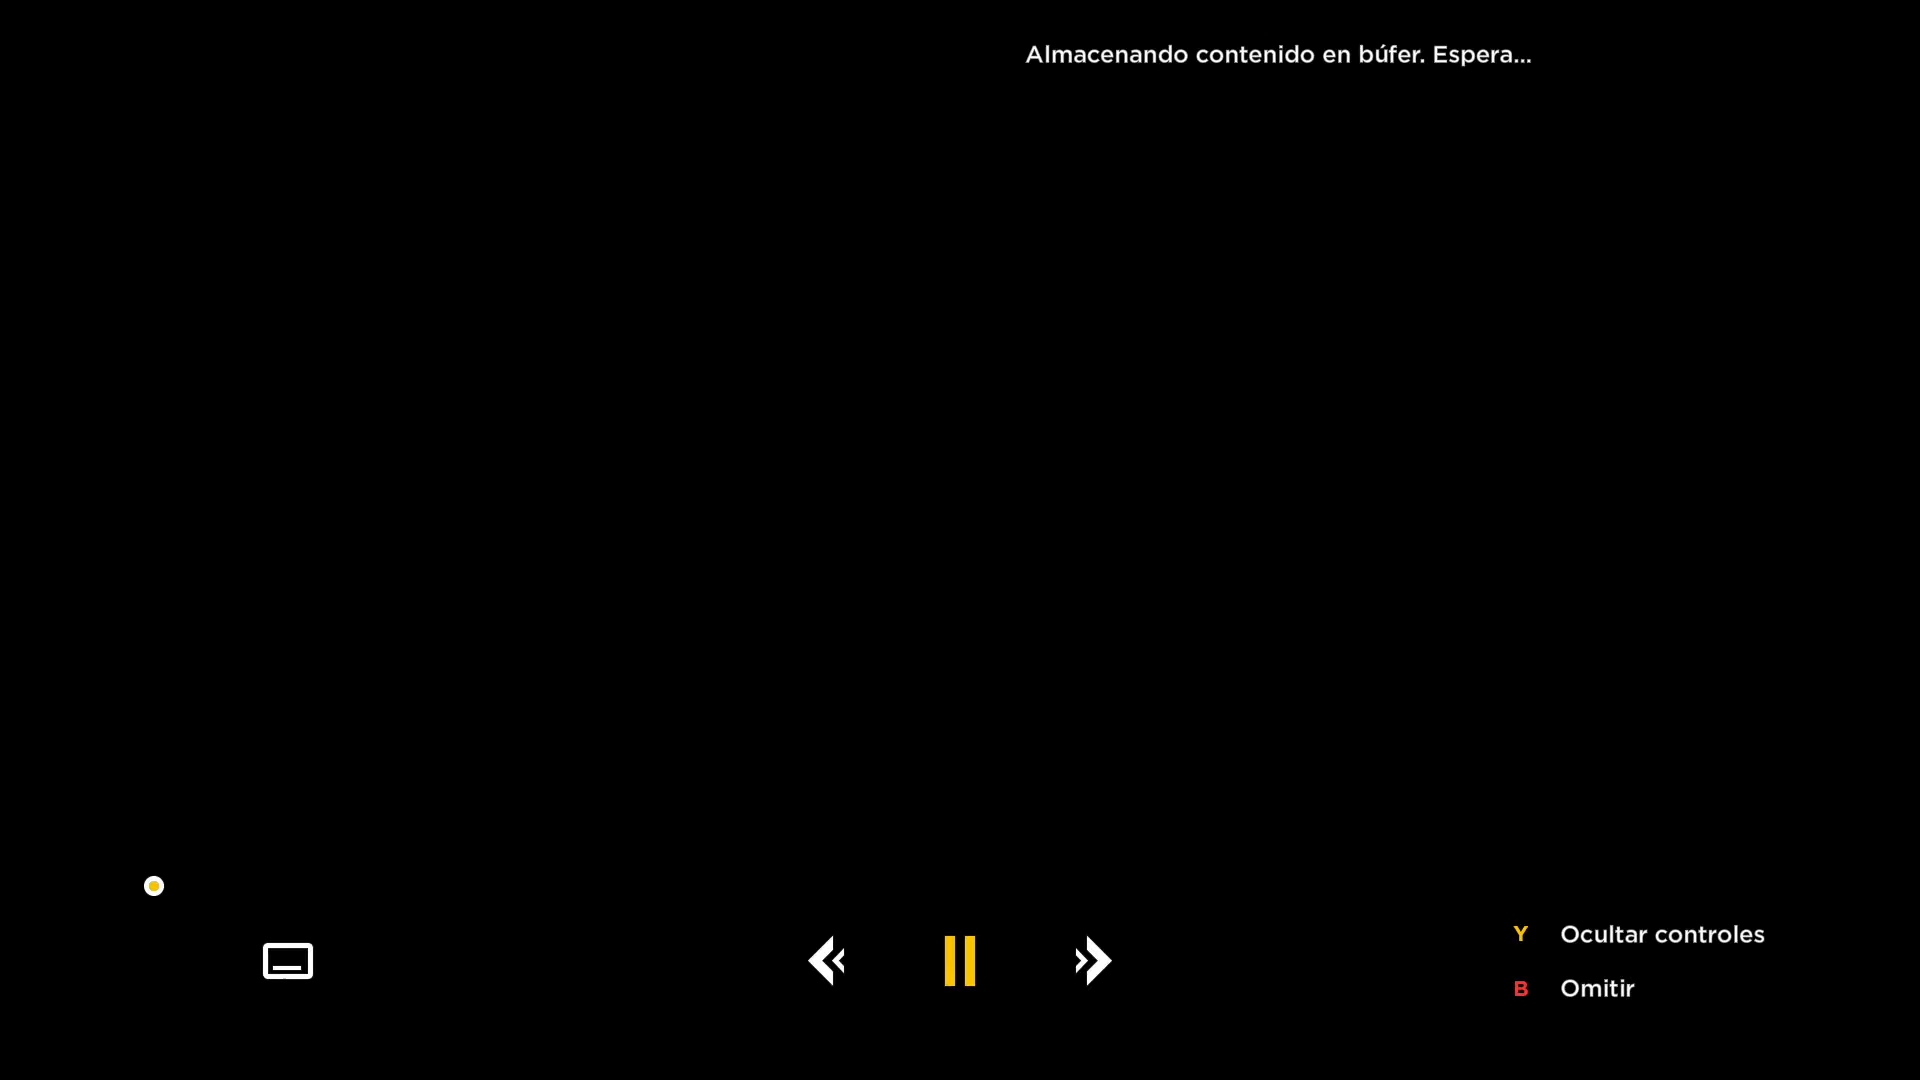 Almacenando contenido en búfer. Espera...
Y Ocultar controles
B Omitir